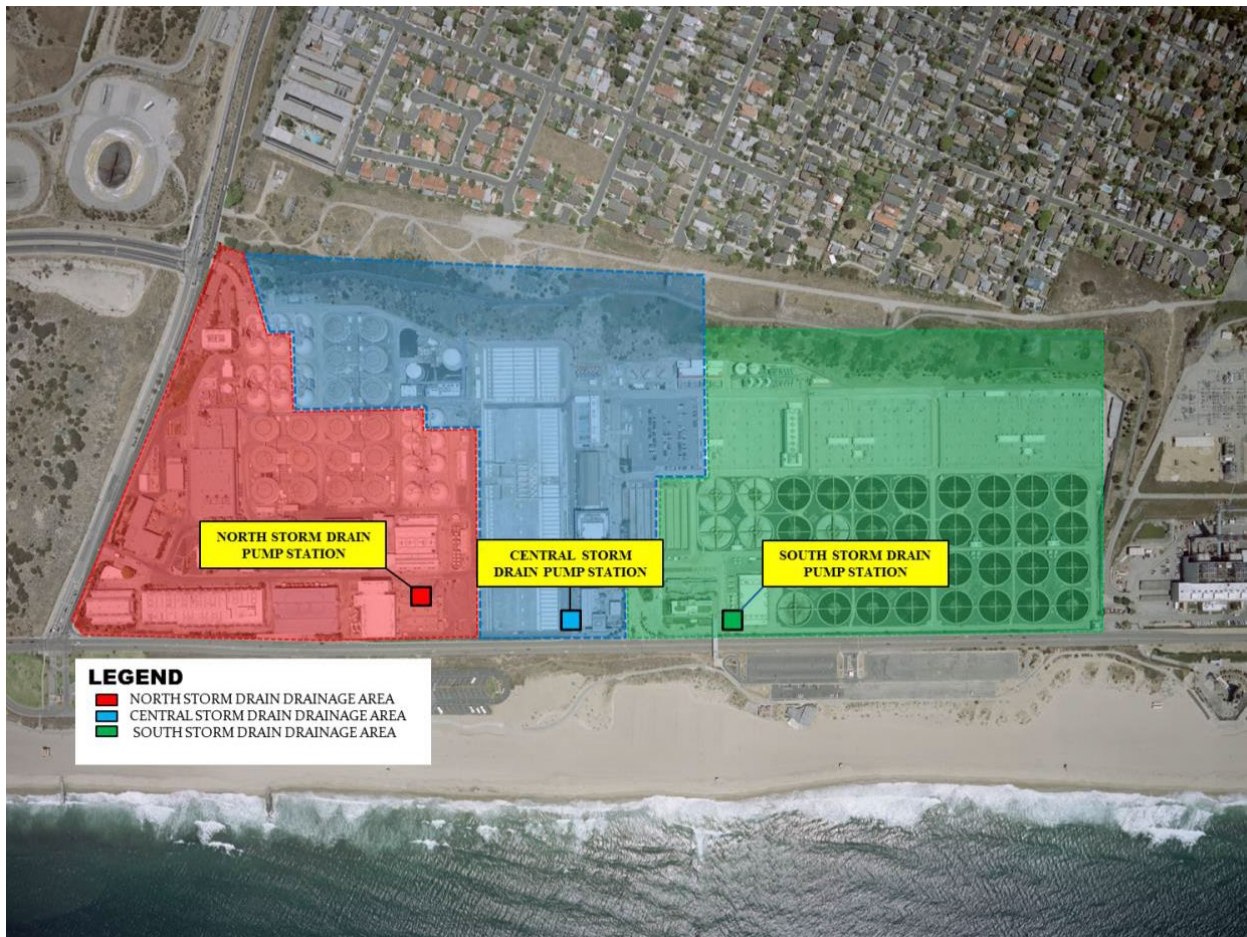 NORTH STORM DRAIN
PUMP STATION
CENTRAL STORM
DRAIN PUMP STATION
SOUTH STORM DRAIN
PUMP STATION
LEGEND
NORTH STORM DRAIN DRAINAGE AREA
CENTRAL STORM DRAIN DRAINAGE AREA
SOUTH STORM DRAIN DRAINAGE AREA